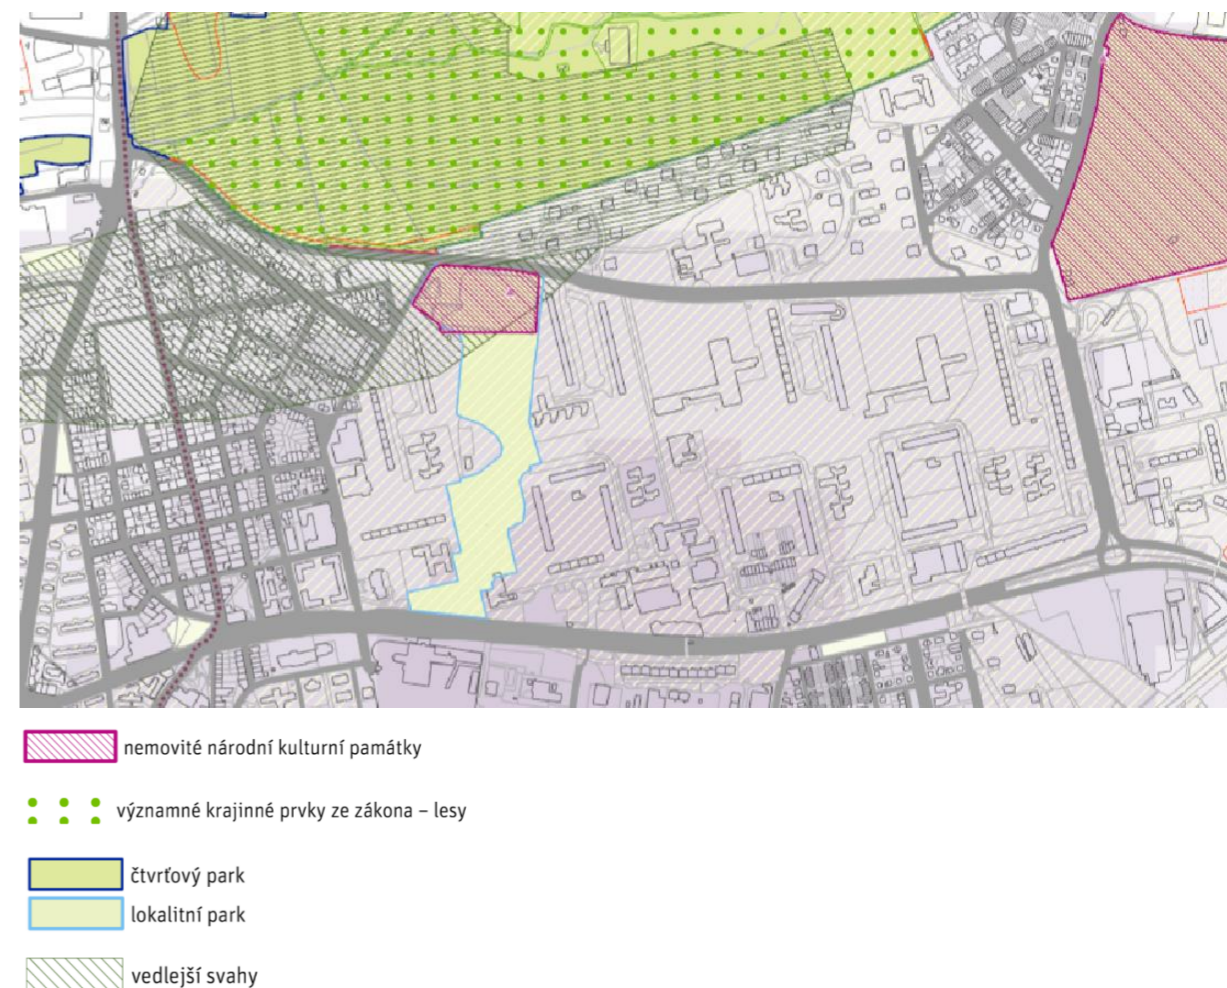 nemovité národní kulturní památky
významné krajinné prvky ze zákona – lesy
čtvrťový park
lokalitní park
vedlejší svahy